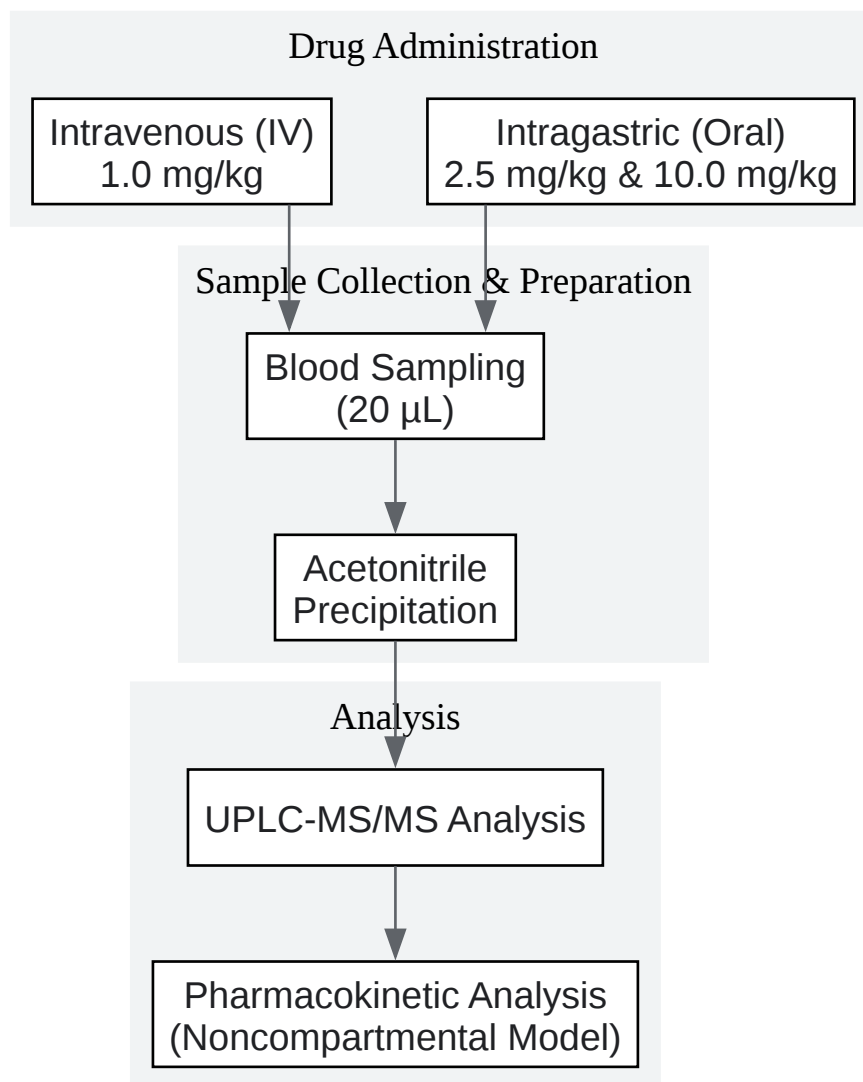 Drug Administration
Intravenous (IV)
1.0 mg/kg
Intragastric (Oral)
2.5 mg/kg & 10.0 mg/kg
Sample Collection & Preparation
Blood Sampling
(20 µL)
Acetonitrile
Precipitation
Analysis
UPLC-MS/MS Analysis
Pharmacokinetic Analysis
(Noncompartmental Model)